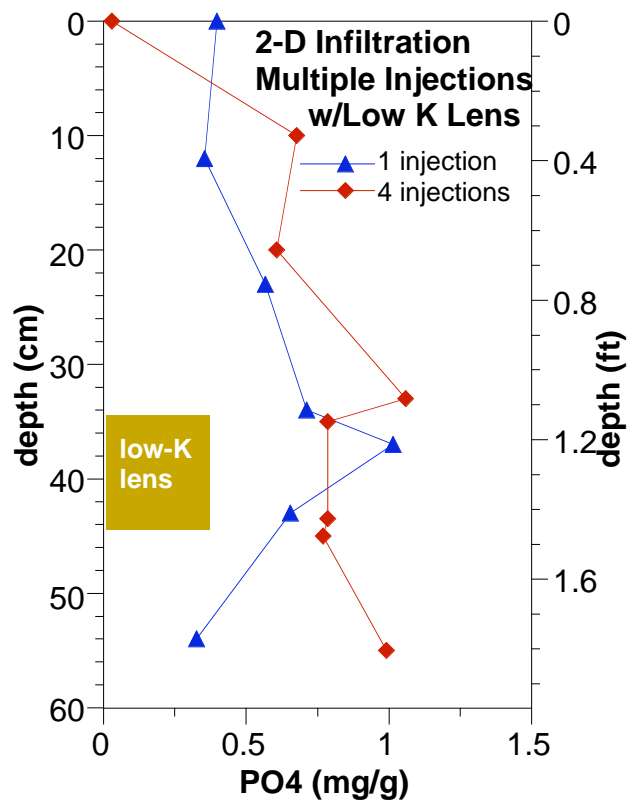 2-D Infiltration
Multiple Injections
w/Low K Lens
1 injection
4 injections
0
10
20
30
40
50
60
depth (cm)
low-K
lens
0
0.4
0.8
1.2
1.6
depth (ft)
0
0.5
1
1.5
PO4 (mg/g)